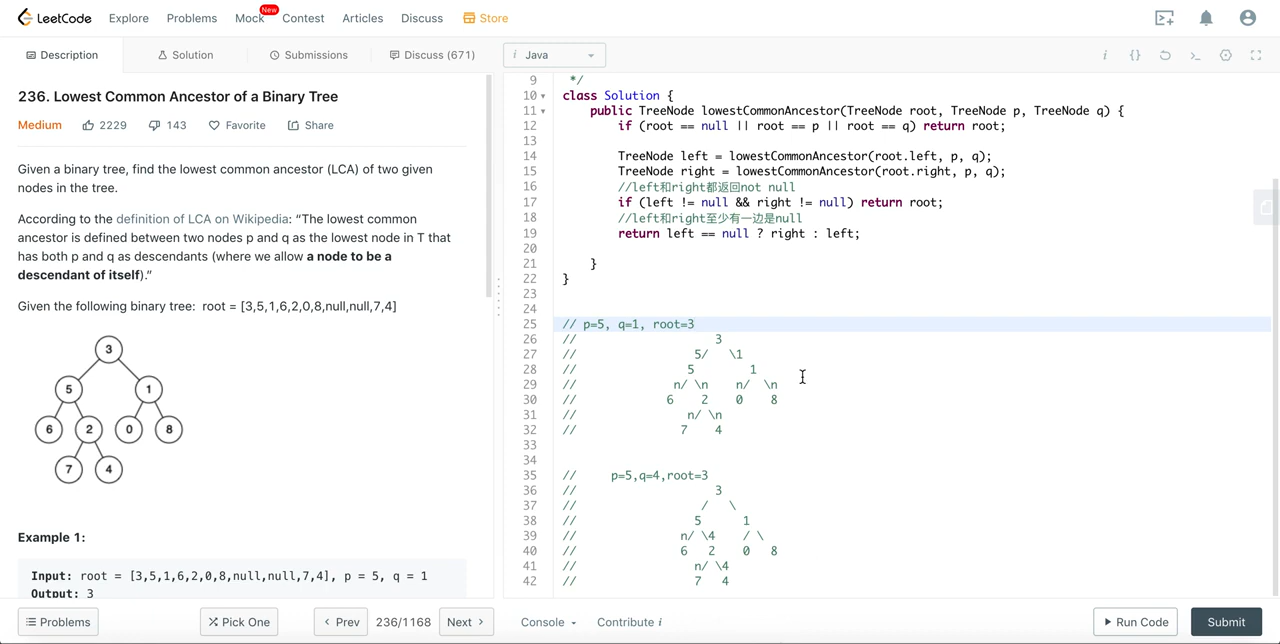 LeetCode Explore Problems Mock New Contest Articles Discuss Store
Description Solution Submissions Discuss (671)
236. Lowest Common Ancestor of a Binary Tree
Medium 2229 143 Favorite Share
Given a binary tree, find the lowest common ancestor (LCA) of two given
nodes in the tree.
According to the definition of LCA on Wikipedia: “The lowest common
ancestor is defined between two nodes p and q as the lowest node in T that
has both p and q as descendants (where we allow a node to be a
descendant of itself).”
Given the following binary tree:  root = [3,5,1,6,2,0,8,null,null,7,4]
3
5 1
6 2 0 8
7 4
Example 1:
Input: root = [3,5,1,6,2,0,8,null,null,7,4], p = 5, q = 1
Output: 3
i Java
i {}
9 */
10 class Solution {
11     public TreeNode lowestCommonAncestor(TreeNode root, TreeNode p, TreeNode q) {
12         if (root == null || root == p || root == q) return root;
13
14         TreeNode left = lowestCommonAncestor(root.left, p, q);
15         TreeNode right = lowestCommonAncestor(root.right, p, q);
16         //left和right都返回not null
17         if (left != null && right != null) return root;
18         //left和right至少有一边是null
19         return left == null ? right : left;
20
21     }
22 }
23
24
25 // p=5, q=1, root=3
26 //                     3
27 //                  5/   \1
28 //                 5        1
29 //               n/ \n    n/  \n
30 //              6    2     0    8
31 //                 n/ \n
32 //                7    4
33
34
35 //     p=5,q=4,root=3
36 //                     3
37 //                   /   \
38 //                  5      1
39 //                n/ \4    / \
40 //                6   2    0   8
41 //                  n/ \4
42 //                  7   4
Problems Pick One Prev 236/1168 Next Console Contribute i Run Code Submit